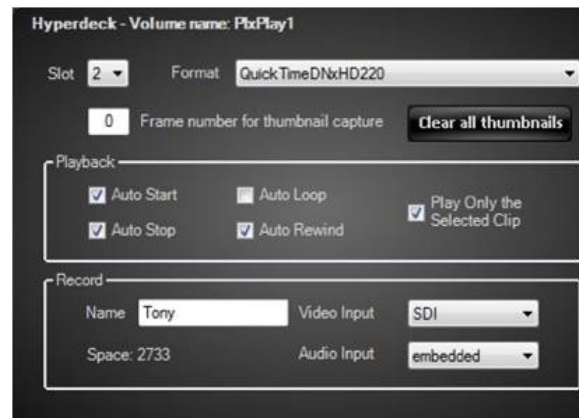 Hyperdeck - Volume name: PlxPlay1
Slot 2 Format QuickTimeDNxHD220
0 Frame number for thumbnail capture Clear all thumbnails
Playback
Auto Start Auto Loop Play Only the
Auto Stop Auto Rewind Selected Clip
Record
Name Tony Video Input SDI
Space: 2733 Audio Input embedded